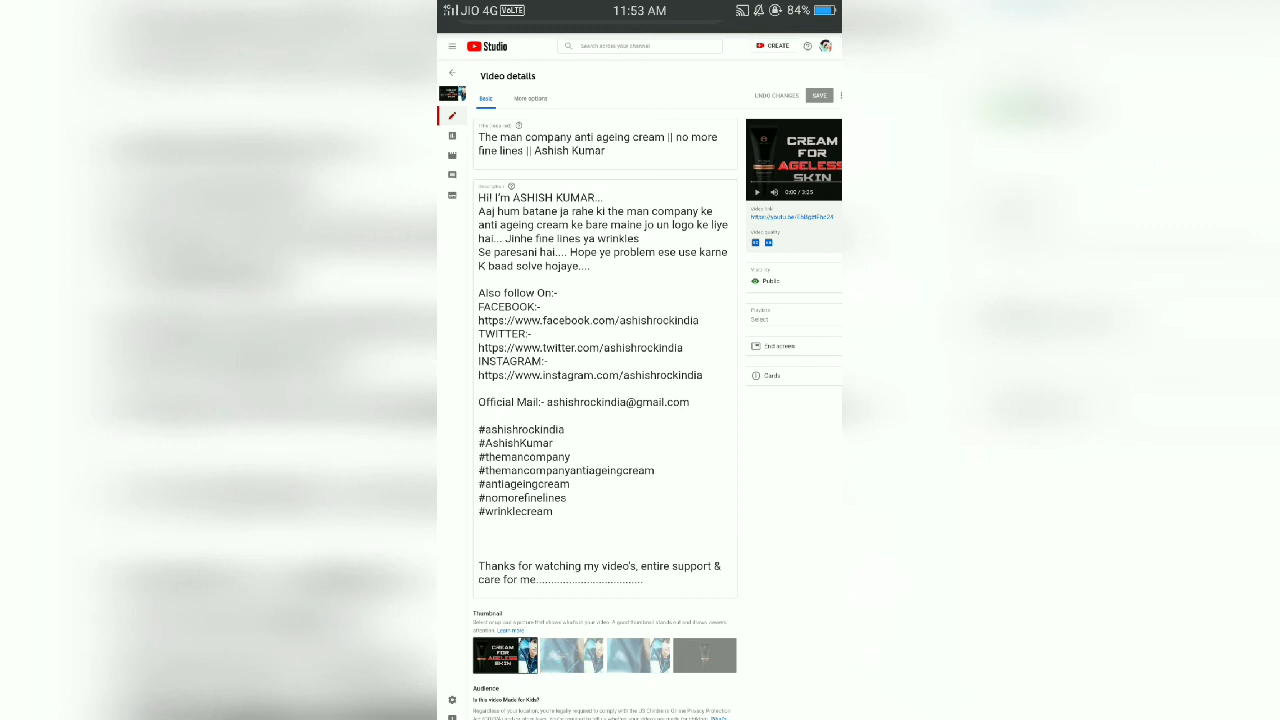 JIO 4G VoLTE
11:53 AM
84%
Studio
Search across your channel
CREATE
Video details
Basic
More options
UNDO CHANGES
SAVE
Title (required)
The man company anti ageing cream || no more
fine lines || Ashish Kumar
Description
Hi! I'm ASHISH KUMAR...
Aaj hum batane ja rahe ki the man company ke
anti ageing cream ke bare maine jo un logo ke liye
hai... Jinhe fine lines ya wrinkles
Se paresani hai.... Hope ye problem ese use karne
K baad solve hojaye....
Also follow On:-
FACEBOOK:-
https://www.facebook.com/ashishrockindia
TWITTER:-
https://www.twitter.com/ashishrockindia
INSTAGRAM:-
https://www.instagram.com/ashishrockindia
Official Mail:- ashishrockindia@gmail.com
#ashishrockindia
#AshishKumar
#themancompany
#themancompanyantiageingcream
#antiageingcream
#nomorefinelines
#wrinklecream
Thanks for watching my video's, entire support &
care for me....................................
CREAM
FOR
AGELESS
SKIN
0:00 / 3:25
Video link
Video quality
Visibility
Public
Playlists
Select
End screen
Cards
Thumbnail
Select or upload a picture that shows what's in your video. A good thumbnail stands out and draws viewers'
attention. Learn more
CREAM
FOR
AGELESS
SKIN
Audience
Is this video Made for Kids?
Regardless of your location, you're legally required to comply with the US Children's Online Privacy Protection